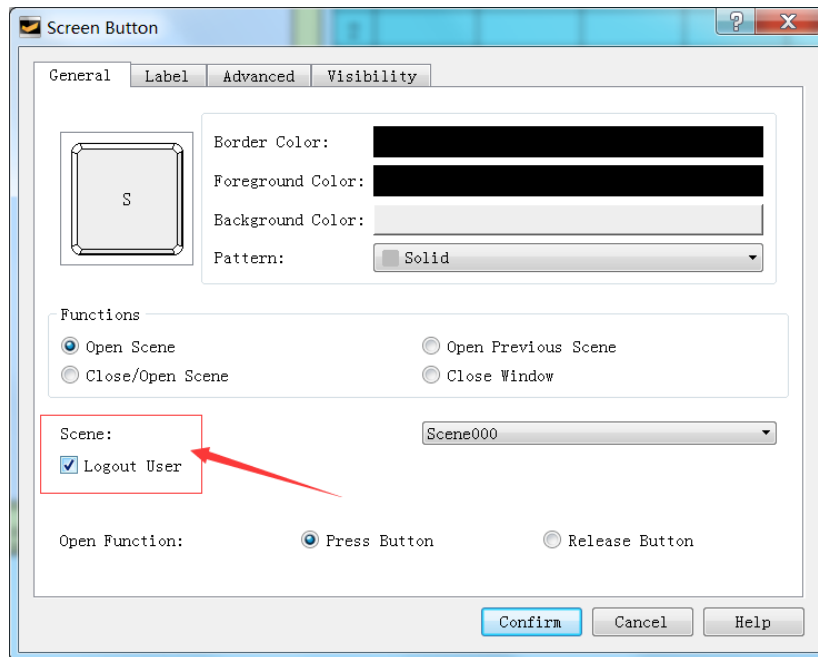 Screen Button
?
General Label Advanced Visibility
Border Color:
S
Foreground Color:
Background Color:
Pattern: Solid
Functions
Open Scene Open Previous Scene
Close/Open Scene Close Window
Scene: Scene000
Logout User
Open Function: Press Button Release Button
Confirm Cancel Help